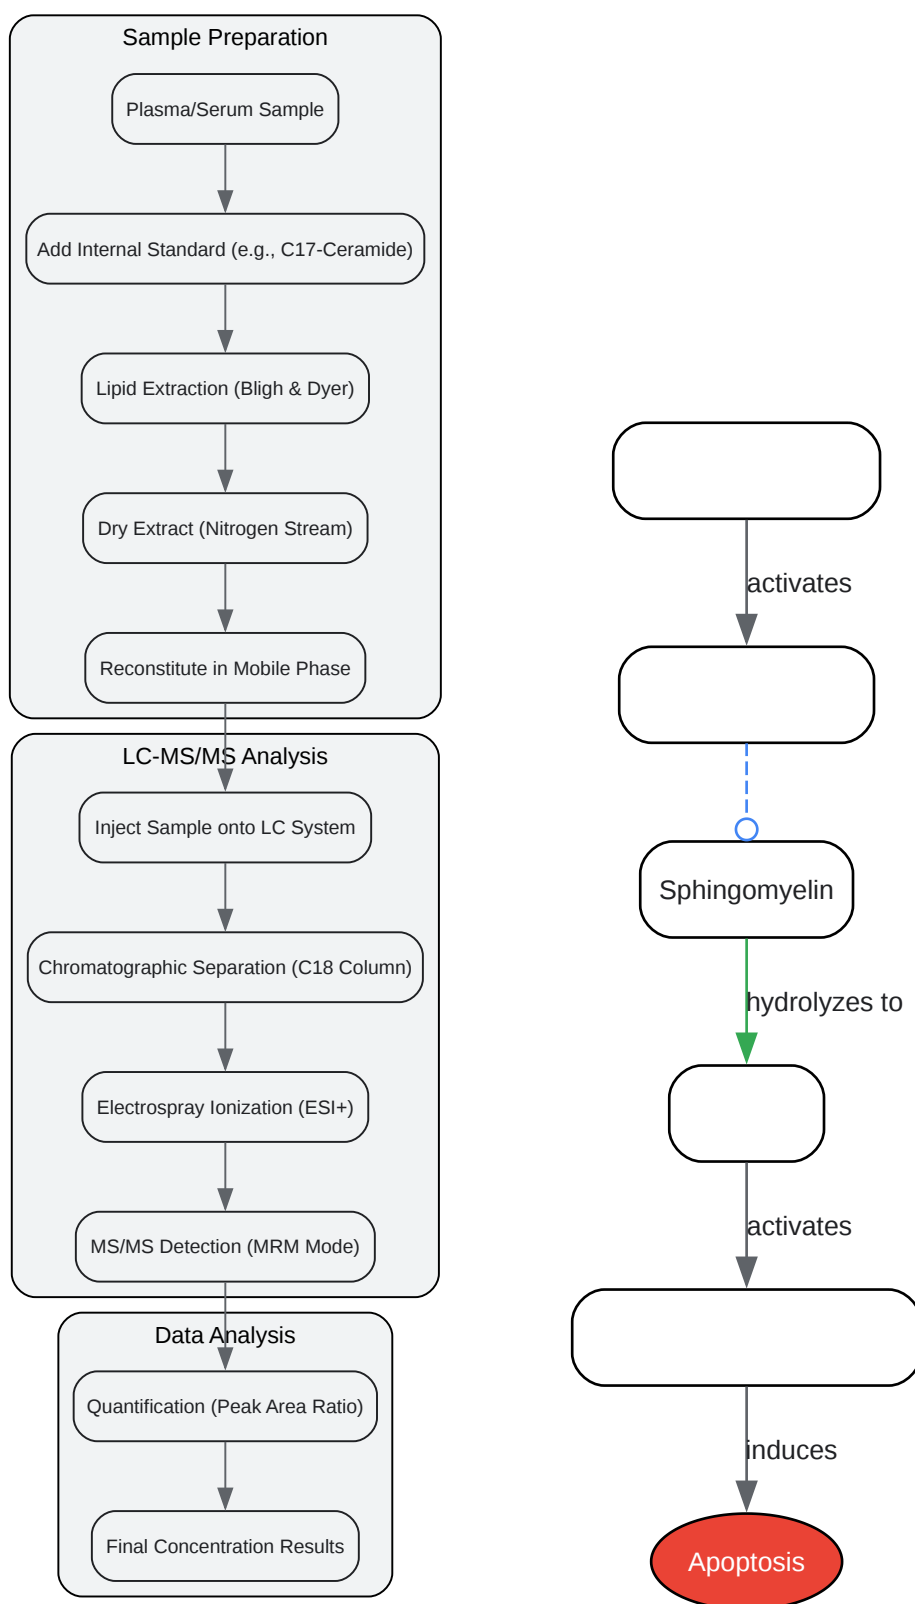 Sample Preparation
Plasma/Serum Sample
Add Internal Standard (e.g., C17-Ceramide)
Lipid Extraction (Bligh & Dyer)
Dry Extract (Nitrogen Stream)
Reconstitute in Mobile Phase
LC-MS/MS Analysis
Inject Sample onto LC System
Chromatographic Separation (C18 Column)
Electrospray Ionization (ESI+)
MS/MS Detection (MRM Mode)
Data Analysis
Quantification (Peak Area Ratio)
Final Concentration Results
activates
Sphingomyelin
hydrolyzes to
activates
induces
Apoptosis